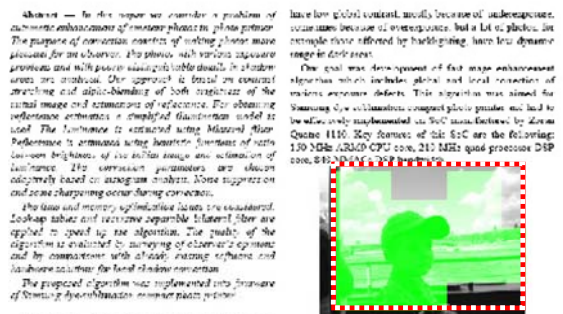 Abstract — In this paper we consider a problem of
automatic enhancement of amateur photos in photo printer.
The purpose of correction consists of making photos more
pleasant for an observer. The photos with various exposure
problems and with poorly distinguishable details in shadow
areas are analyzed. Our approach is based on contrast
stretching and alpha-blending of both brightness of the
initial image and estimations of reflectance. For obtaining
reflectance estimation a simplified illumination model is
used. The luminance is estimated using bilateral filter.
Reflectance is estimated using heuristic functions of ratio
between brightness of the initial image and estimation of
luminance. The correction parameters are chosen
adaptively based on histogram analysis. Noise suppression
and some sharpening occur during correction.
The time and memory optimization issues are considered.
Look-up tables and recursive separable bilateral filter are
applied to speed up the algorithm. The quality of the
algorithm is evaluated by surveying of observer's opinions
and by comparisons with already existing software and
hardware solutions for local shadow correction.
The proposed algorithm was implemented into firmware
of Samsung dye-sublimation compact photo printer
have low global contrast, mostly because of underexposure,
sometimes because of overexposure, but a lot of photos, for
example those affected by backlighting, have low dynamic
range in dark areas.
Our goal was development of fast image enhancement
algorithm which includes global and local correction of
various exposure defects. This algorithm was aimed for
Samsung dye sublimation compact photo printer and had to
be effectively implemented on SoC manufactured by Zoran
Quatro 4110. Key features of this SoC are the following:
150 MHz ARM9 CPU core, 210 MHz quad processor DSP
core,